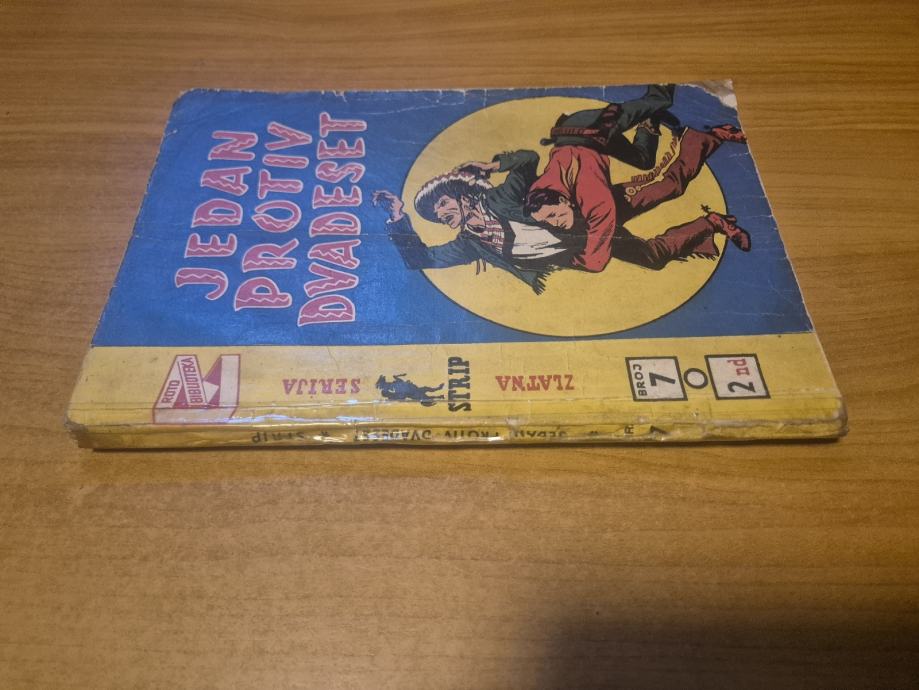 JEDAN
PROTIV
DVADESET
BROJ
7
2 nd
ZLATNA
STRIP
SERIJA
ROTO
BIBLIOTEKA
STRIP * JEDAN PROTIV DVADESET *